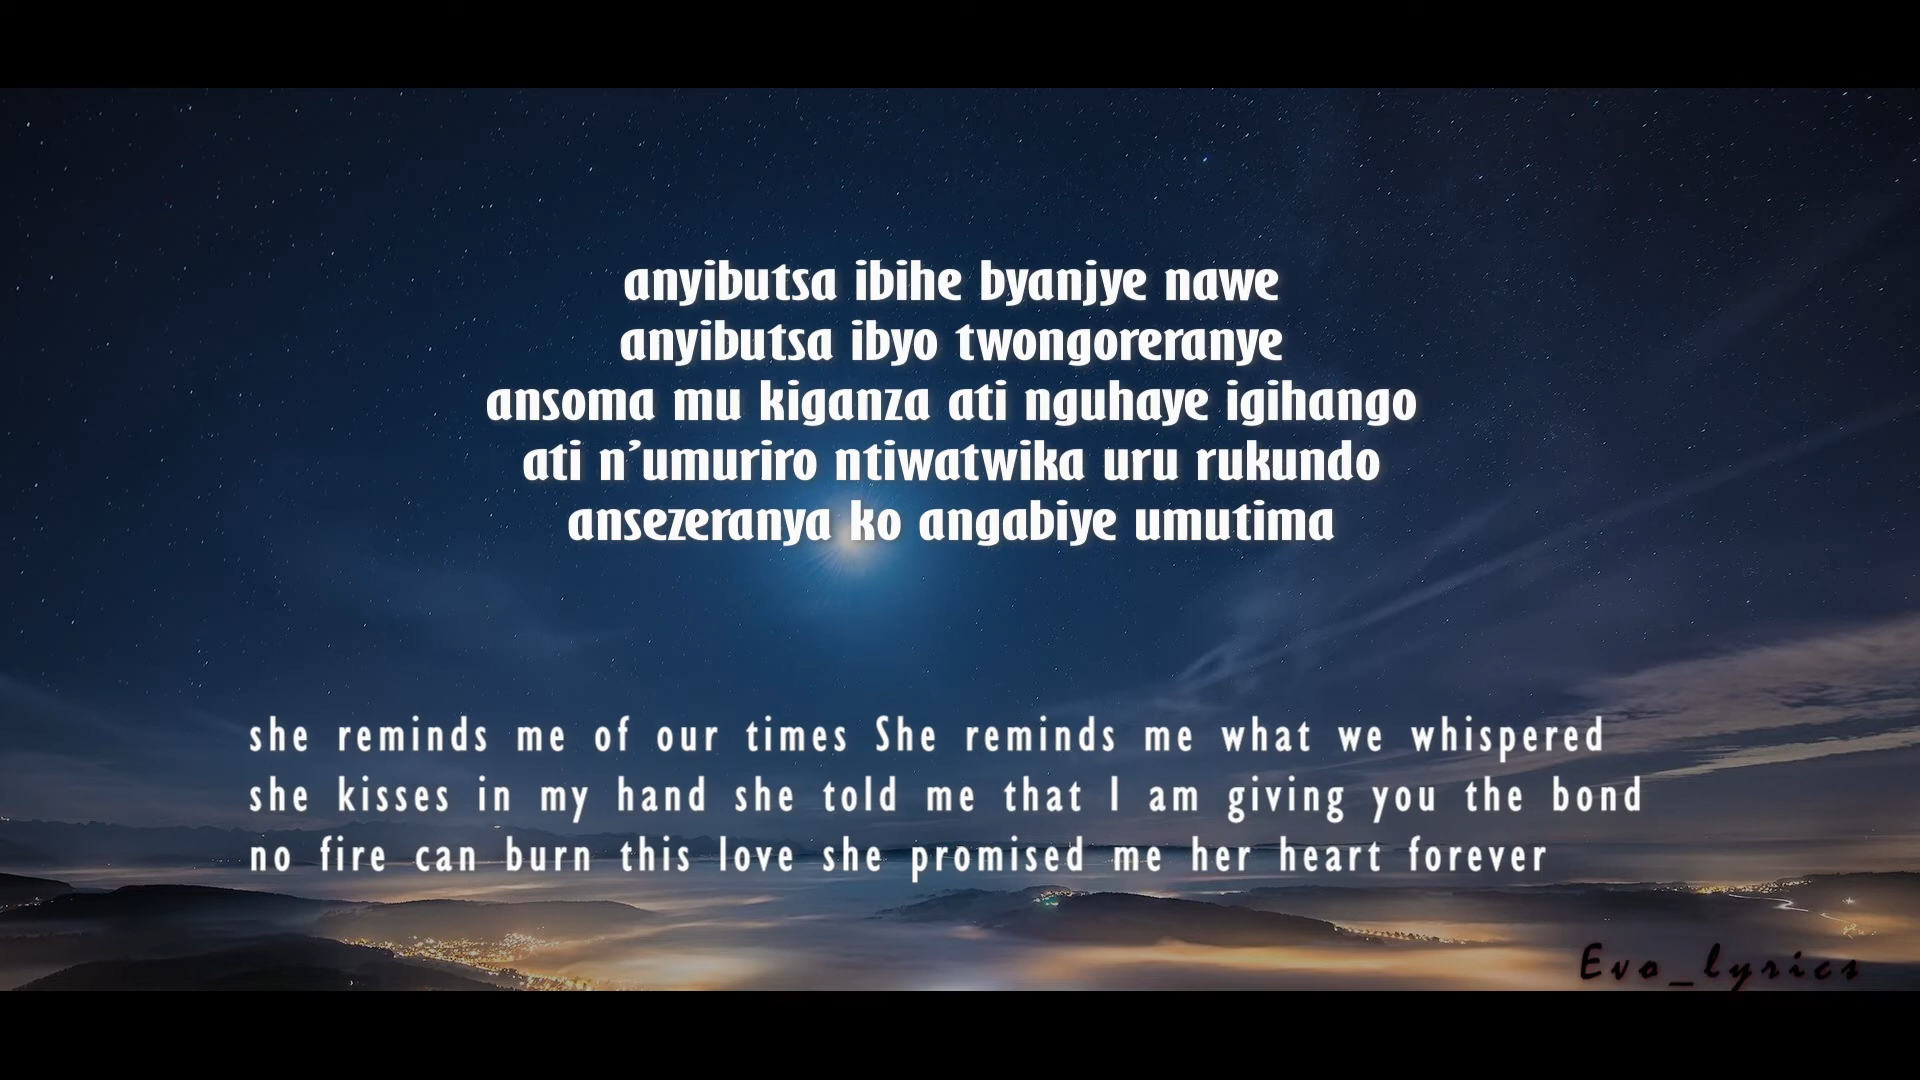 anyibutsa ibihe byanjye nawe
anyibutsa ibyo twongoreranye
ansoma mu kiganza ati nguhaye igihango
ati n’umuriro ntiwatwika uru rukundo
ansezeranya ko angabiye umutima
she reminds me of our times She reminds me what we whispered
she kisses in my hand she told me that I am giving you the bond
no fire can burn this love she promised me her heart forever
Evo_lyrics